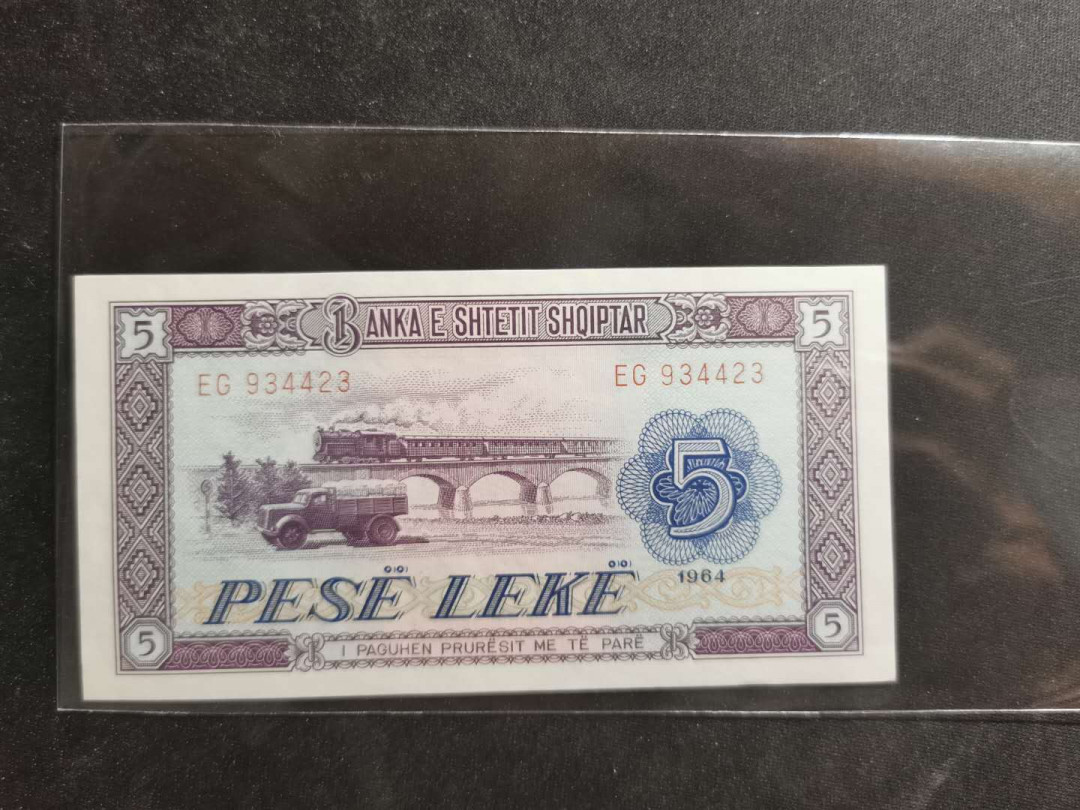 5 BANKA E SHTETIT SHQIPTAR 5
EG 934423 EG 934423
5
PESË LEKË 1964
5 I PAGUHEN PRURËSIT ME TË PARË 5